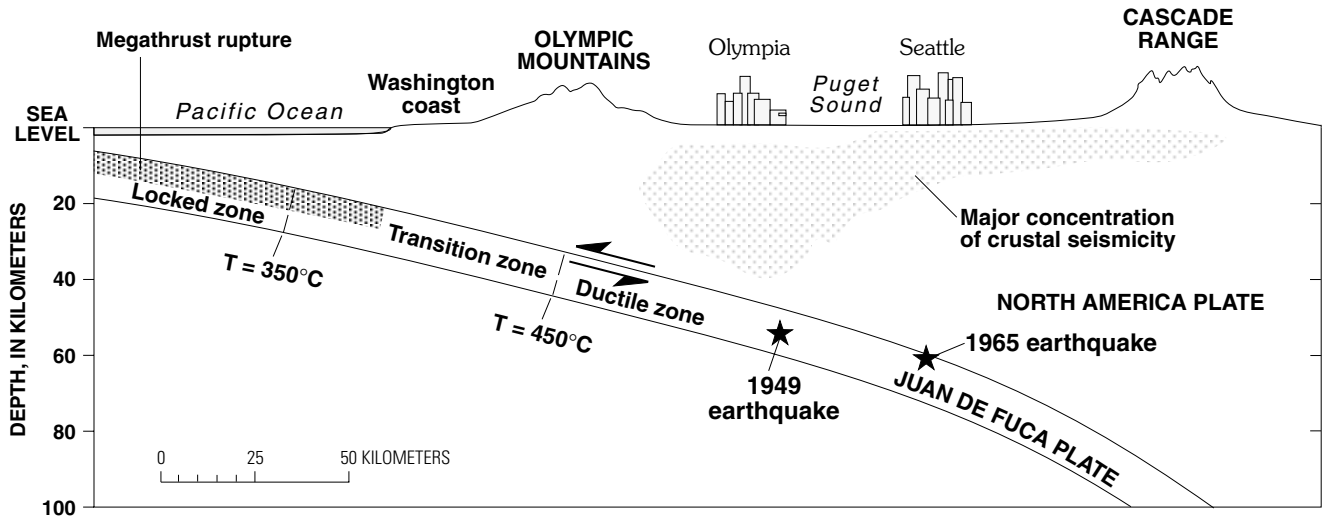 Megathrust rupture
OLYMPIC
MOUNTAINS
Olympia
Seattle
CASCADE
RANGE
Washington
coast
Puget
Sound
SEA
LEVEL
Pacific Ocean
Locked zone
20
Major concentration
of crustal seismicity
Transition zone
T = 350°C
40
Ductile zone
NORTH AMERICA PLATE
T = 450°C
1965 earthquake
60
1949
earthquake
JUAN DE FUCA PLATE
80
0 25 50 KILOMETERS
100
DEPTH, IN KILOMETERS